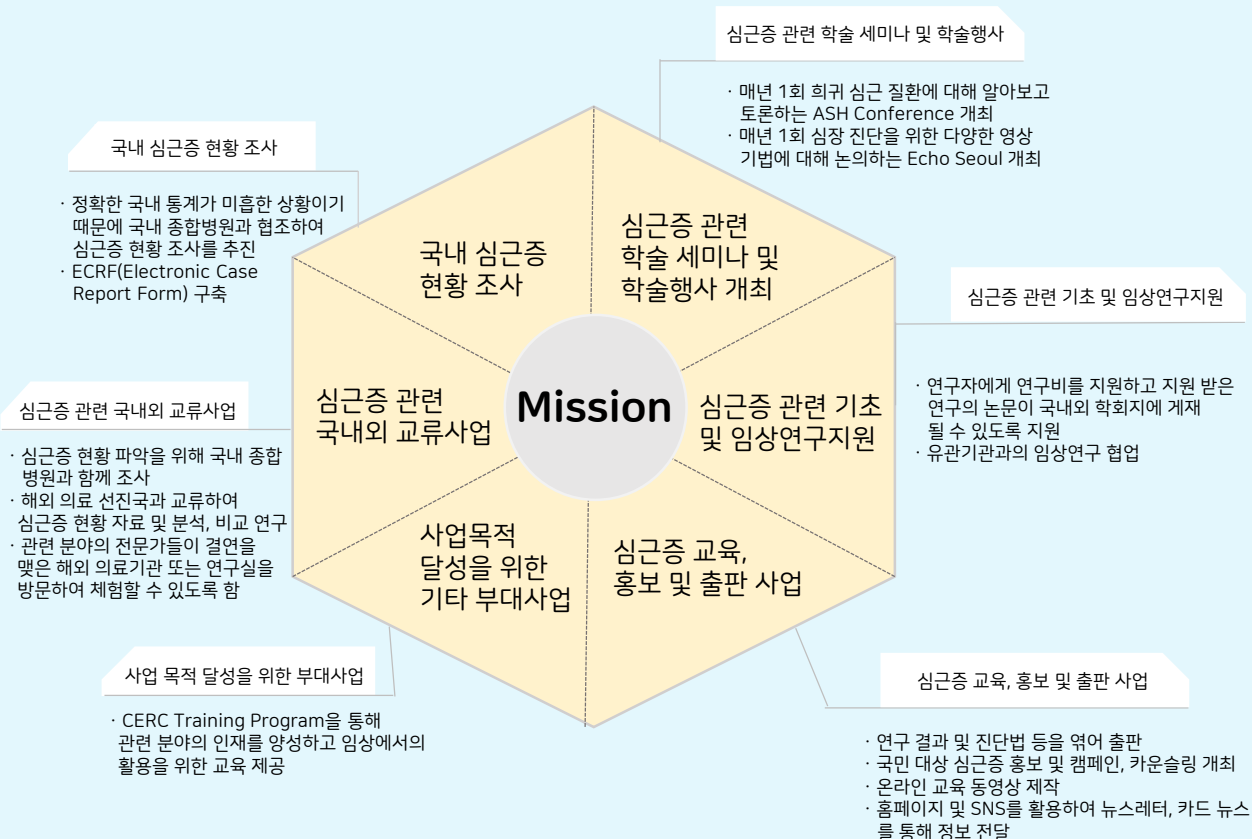 심근증 관련 학술 세미나 및 학술행사
· 매년 1회 희귀 심근 질환에 대해 알아보고
토론하는 ASH Conference 개최
· 매년 1회 심장 진단을 위한 다양한 영상
기법에 대해 논의하는 Echo Seoul 개최
국내 심근증 현황 조사
· 정확한 국내 통계가 미흡한 상황이기
때문에 국내 종합병원과 협조하여
심근증 현황 조사를 추진
· ECRF(Electronic Case
Report Form) 구축
국내 심근증
현황 조사
심근증 관련
학술 세미나 및
학술행사 개최
심근증 관련 기초 및 임상연구지원
· 연구자에게 연구비를 지원하고 지원 받은
연구의 논문이 국내외 학회지에 게재
될 수 있도록 지원
· 유관기관과의 임상연구 협업
심근증 관련 국내외 교류사업
· 심근증 현황 파악을 위해 국내 종합
병원과 함께 조사
· 해외 의료 선진국과 교류하여
심근증 현황 자료 및 분석, 비교 연구
· 관련 분야의 전문가들이 결연을
맺은 해외 의료기관 또는 연구실을
방문하여 체험할 수 있도록 함
심근증 관련
국내외 교류사업
Mission
심근증 관련 기초
및 임상연구지원
사업목적
달성을 위한
기타 부대사업
심근증 교육,
홍보 및 출판 사업
사업 목적 달성을 위한 부대사업
· CERC Training Program을 통해
관련 분야의 인재를 양성하고 임상에서의
활용을 위한 교육 제공
심근증 교육, 홍보 및 출판 사업
· 연구 결과 및 진단법 등을 엮어 출판
· 국민 대상 심근증 홍보 및 캠페인, 카운슬링 개최
· 온라인 교육 동영상 제작
· 홈페이지 및 SNS를 활용하여 뉴스레터, 카드 뉴스
를 통해 정보 전달